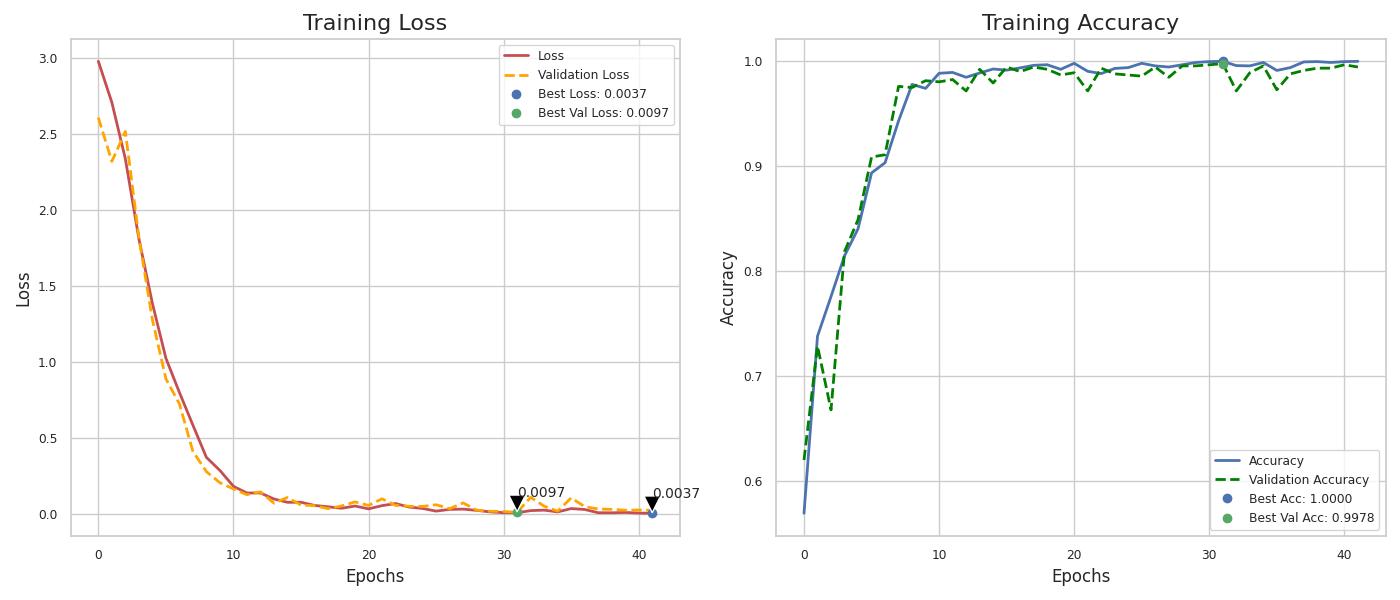 Training Loss
3.0
2.5
2.0
1.5
1.0
0.5
0.0
Loss
Loss
Validation Loss
Best Loss: 0.0037
Best Val Loss: 0.0097
0.0097
0.0037
0 10 20 30 40
Epochs
Training Accuracy
1.0
0.9
0.8
0.7
0.6
Accuracy
Accuracy
Validation Accuracy
Best Acc: 1.0000
Best Val Acc: 0.9978
0 10 20 30 40
Epochs